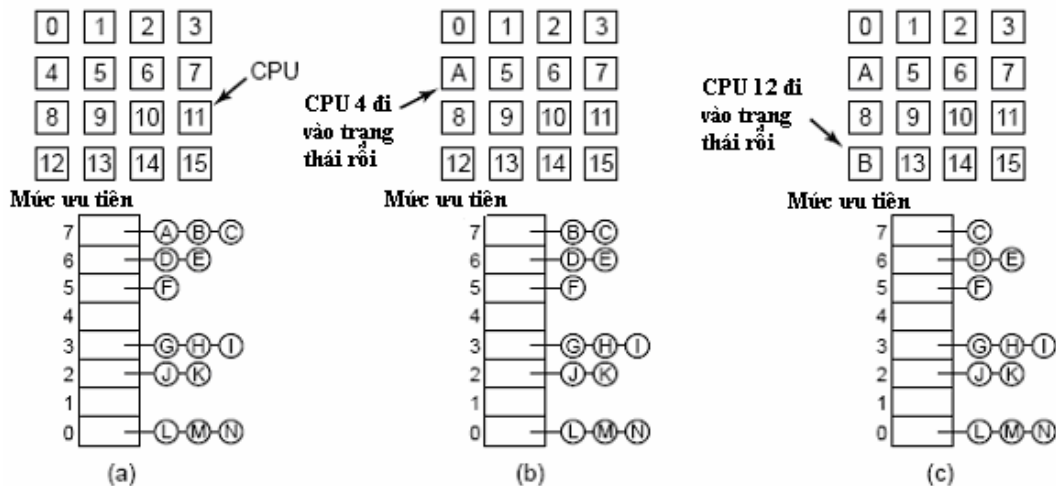 0 1 2 3
4 5 6 7
CPU
8 9 10 11
12 13 14 15
Mức ưu tiên
7 A B C
6 D E
5 F
4
3 G H I
2 J K
1
0 L M N
(a)
0 1 2 3
A 5 6 7
CPU 4 đi
vào trạng
thái rỗi
8 9 10 11
12 13 14 15
Mức ưu tiên
7 B C
6 D E
5 F
4
3 G H I
2 J K
1
0 L M N
(b)
0 1 2 3
A 5 6 7
CPU 12 đi
vào trạng
thái rỗi
8 9 10 11
B 13 14 15
Mức ưu tiên
7 C
6 D E
5 F
4
3 G H I
2 J K
1
0 L M N
(c)